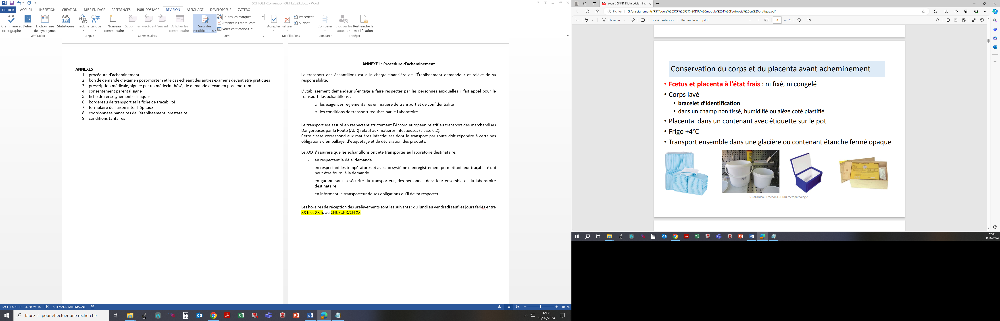 SOFFOET-Convention 08.11.2023.docx - Word
FICHIER ACCUEIL INSERTION CRÉATION MISE EN PAGE RÉFÉRENCES PUBLIPOSTAGE RÉVISION AFFICHAGE DÉVELOPPEUR ZOTERO
Grammaire et orthographe
Définir
Dictionnaire des synonymes
Statistiques
Traduire
Langue
Nouveau commentaire
Supprimer
Précédent
Suivant
Afficher les commentaires
Suivi des modifications
Toutes les marques
Afficher les marques
Volet Vérifications
Accepter
Refuser
Précédent
Suivant
Comparer
Bloquer les auteurs
Restreindre la modification
Vérification Langue Commentaires Suivi Modifications Comparer Protéger
ANNEXES
1. procédure d'acheminement
2. bon de demande d’examen post-mortem et le cas échéant des autres examens devant être pratiqués
3. prescription médicale, signée par un médecin thésé, de demande d’examen post-mortem
4. consentement parental signé
5. fiche de renseignements cliniques
6. bordereau de transport et la fiche de traçabilité
7. formulaire de liaison inter-hôpitaux
8. coordonnées bancaires de l’établissement prestataire
9. conditions tarifaires
ANNEXE1 : Procédure d'acheminement
Le transport des échantillons est à la charge financière de l’Établissement demandeur et relève de sa
responsabilité.
L’Établissement demandeur s’engage à faire respecter par les personnes auxquelles il fait appel pour le
transport des échantillons :
o les exigences réglementaires en matière de transport et de confidentialité
o les conditions de transport requises par le Laboratoire
Le transport est assuré en respectant strictement l’Accord européen relatif au transport des marchandises
Dangereuses par la Route (ADR) relatif aux matières infectieuses (classe 6.2).
Cette classe correspond aux matières infectieuses dont le transport par route doit répondre à certaines
obligations d’emballage, d’étiquetage et de déclaration des produits.
Le XXX s’assurera que les échantillons ont été transportés au laboratoire destinataire:
- en respectant le délai demandé
- en respectant les températures et avec un système d’enregistrement permettant leur traçabilité qui
peut être fourni à la demande
- en garantissant la sécurité du transporteur, des personnes dans leur ensemble et du laboratoire
destinataire.
- en informant le transporteur de ses obligations qu’il devra respecter.
Les horaires de réception des prélèvements sont les suivants : du lundi au vendredi sauf les jours fériés entre
XX h et XX h, au CHU/CHR/CH XX
PAGE 3 SUR 19 3220 MOTS ALLEMAND (ALLEMAGNE)
100 %
Tapez ici pour effectuer une recherche
12:08
16/02/2024
cours SCF FST DIU module 1 l'au
Fichier G:/enseignements/FST/cours%20SCF%20FST%20DIU%20module%201%20l'autopsie%20en%20pratique.pdf
Dessiner Lire à haute voix Demander à Copilot
8 sur 78
Conservation du corps et du placenta avant acheminement
• Fœtus et placenta à l’état frais : ni fixé, ni congelé
• Corps lavé
• bracelet d’identification
• dans un champ non tissé, humidifié ou alèze coté plastifié
• Placenta dans un contenant avec étiquette sur le pot
• Frigo +4°C
• Transport ensemble dans une glacière ou contenant étanche fermé opaque
S Collardeau-Frachon FST DIU foetopathologie
12:08
16/02/2024